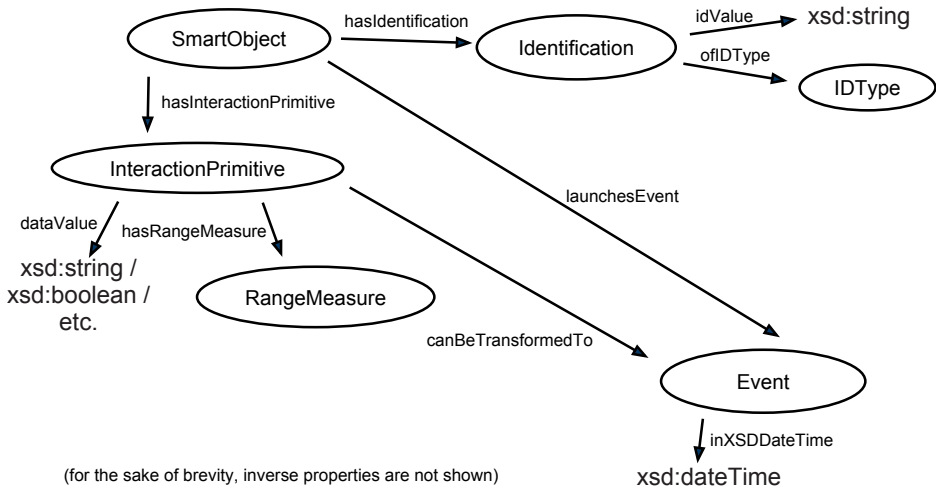 hasIdentification
idValue
xsd:string
SmartObject
Identification
ofIDType
IDType
hasInteractionPrimitive
InteractionPrimitive
launchesEvent
dataValue
hasRangeMeasure
xsd:string /
xsd:boolean /
etc.
RangeMeasure
canBeTransformedTo
Event
inXSDDateTime
(for the sake of brevity, inverse properties are not shown)
xsd:dateTime